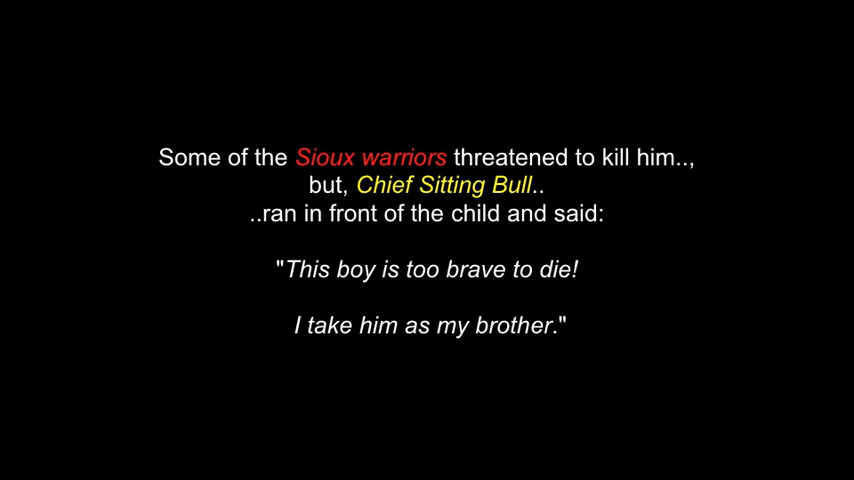 Some of the Sioux warriors threatened to kill him..,
but, Chief Sitting Bull..
..ran in front of the child and said:
"This boy is too brave to die!
I take him as my brother."